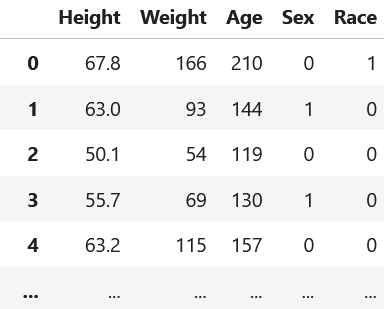 Height Weight Age Sex Race
0 67.8 166 210 0 1
1 63.0 93 144 1 0
2 50.1 54 119 0 0
3 55.7 69 130 1 0
4 63.2 115 157 0 0
... ... ... ... ... ...